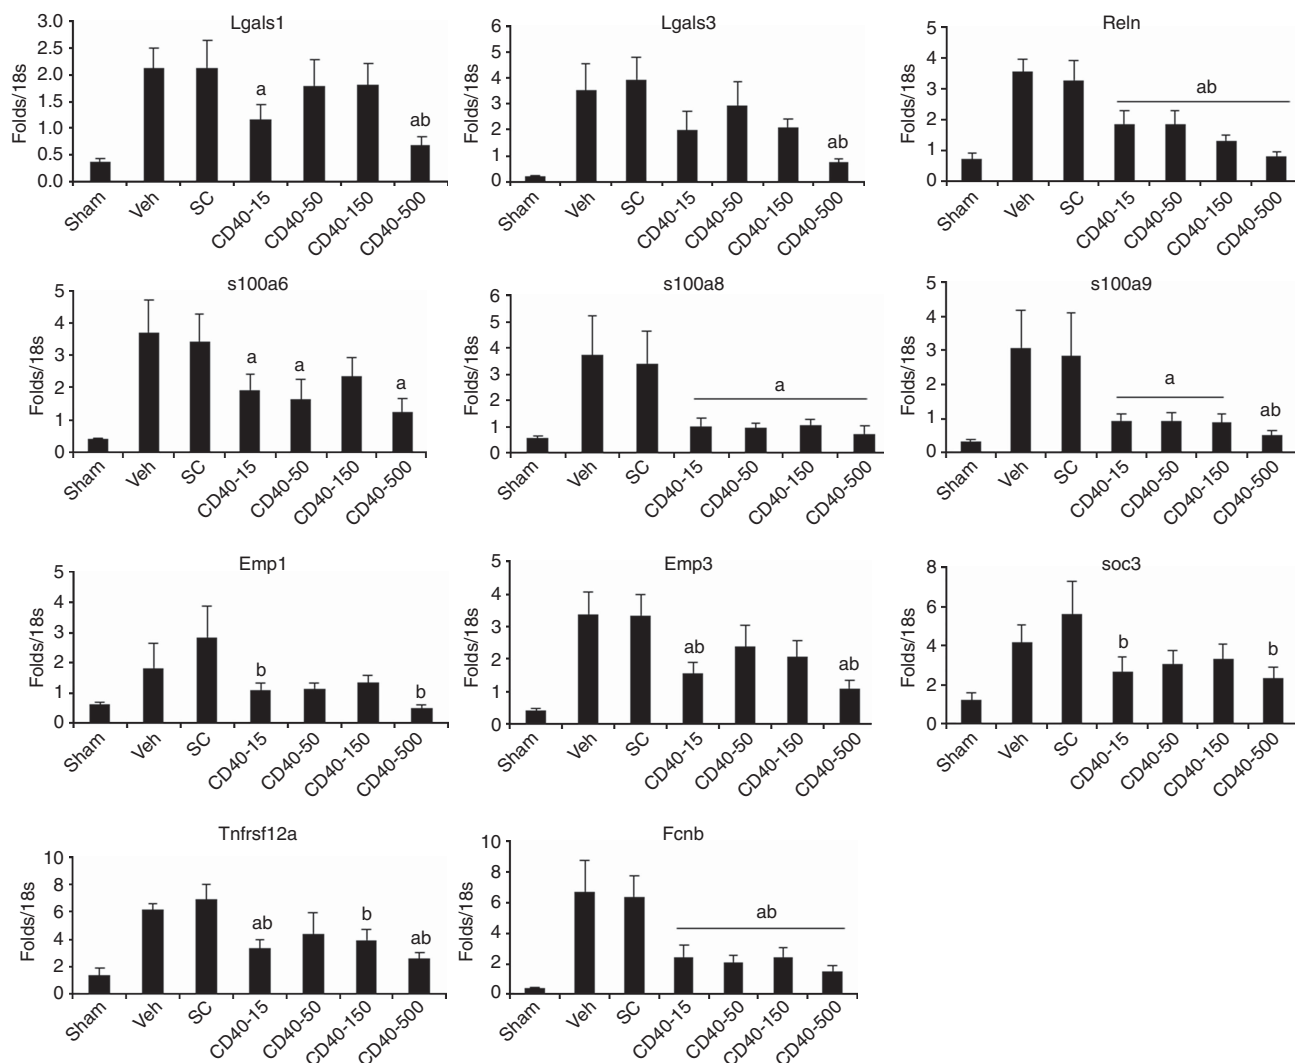 Lgals1
Folds/18s
3.0
2.5
2.0
1.5
1.0
0.5
0.0
a
ab
Sham
Veh
SC
CD40-15
CD40-50
CD40-150
CD40-500
Lgals3
Folds/18s
6
5
4
3
2
1
0
ab
Sham
Veh
SC
CD40-15
CD40-50
CD40-150
CD40-500
Reln
Folds/18s
5
4
3
2
1
0
ab
Sham
Veh
SC
CD40-15
CD40-50
CD40-150
CD40-500
s100a6
Folds/18s
5
4
3
2
1
0
a
a
a
Sham
Veh
SC
CD40-15
CD40-50
CD40-150
CD40-500
s100a8
Folds/18s
6
5
4
3
2
1
0
a
Sham
Veh
SC
CD40-15
CD40-50
CD40-150
CD40-500
s100a9
Folds/18s
5
4
3
2
1
0
a
ab
Sham
Veh
SC
CD40-15
CD40-50
CD40-150
CD40-500
Emp1
Folds/18s
5
4
3
2
1
0
b
b
Sham
Veh
SC
CD40-15
CD40-50
CD40-150
CD40-500
Emp3
Folds/18s
5
4
3
2
1
0
ab
ab
Sham
Veh
SC
CD40-15
CD40-50
CD40-150
CD40-500
soc3
Folds/18s
8
6
4
2
0
b
b
Sham
Veh
SC
CD40-15
CD40-50
CD40-150
CD40-500
Tnfrsf12a
Folds/18s
10
8
6
4
2
0
ab
b
ab
Sham
Veh
SC
CD40-15
CD40-50
CD40-150
CD40-500
Fcnb
Folds/18s
10
8
6
4
2
0
ab
Sham
Veh
SC
CD40-15
CD40-50
CD40-150
CD40-500